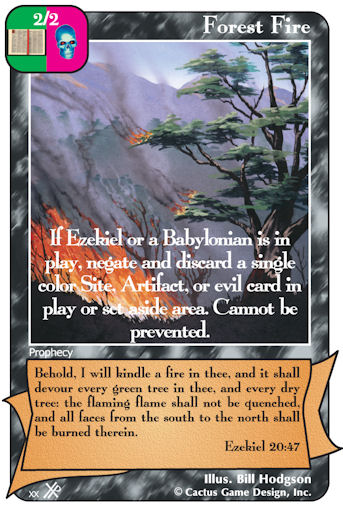 2/2
Forest Fire
If Ezekiel or a Babylonian is in
play, negate and discard a single
color Site, Artifact, or evil card in
play or set aside area. Cannot be
prevented.
Prophecy
Behold, I will kindle a fire in thee, and it shall
devour every green tree in thee, and every dry
tree: the flaming flame shall not be quenched,
and all faces from the south to the north shall
be burned therein.
Ezekiel 20:47
Illus. Bill Hodgson
XX
© Cactus Game Design, Inc.